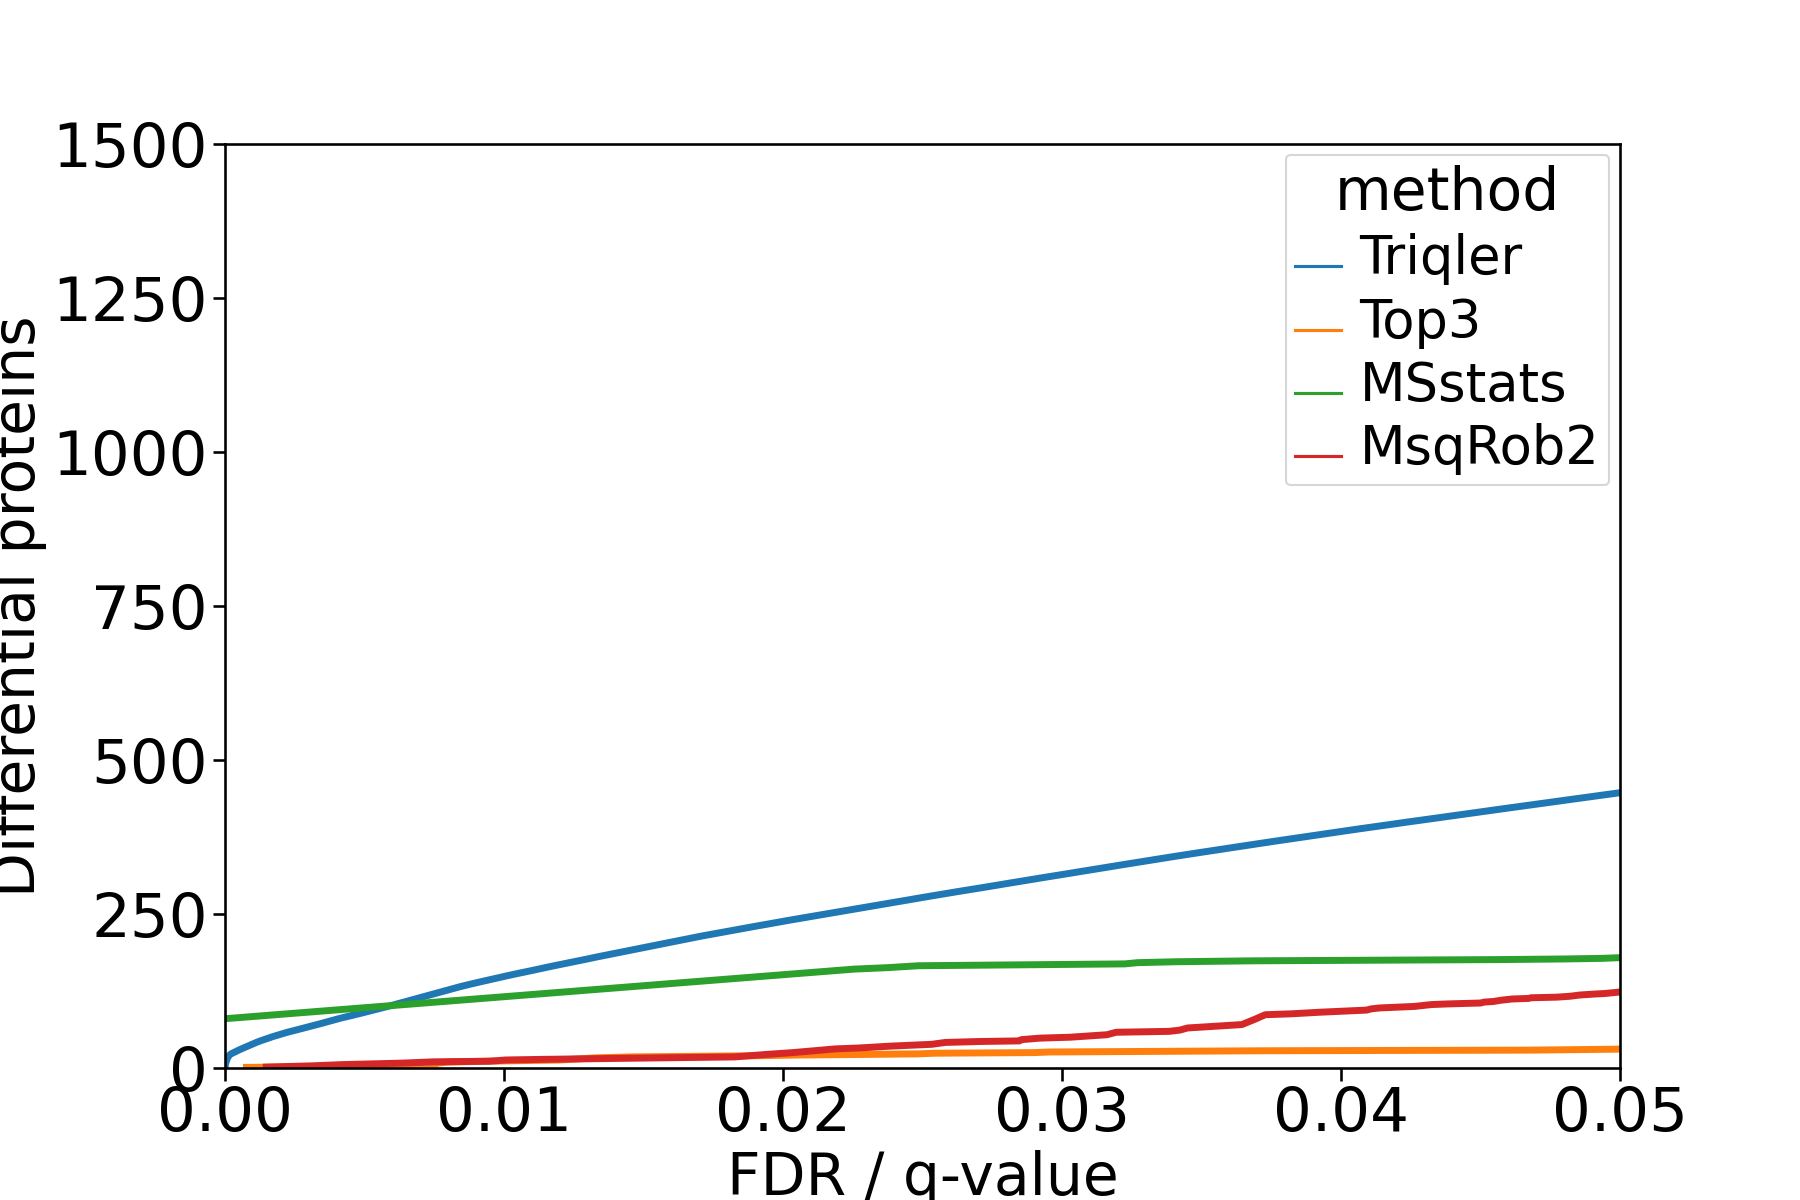 1500
1250
1000
750
500
250
0
Differential proteins
method
Triqler
Top3
MSstats
MsqRob2
0.00 0.01 0.02 0.03 0.04 0.05
FDR / q-value